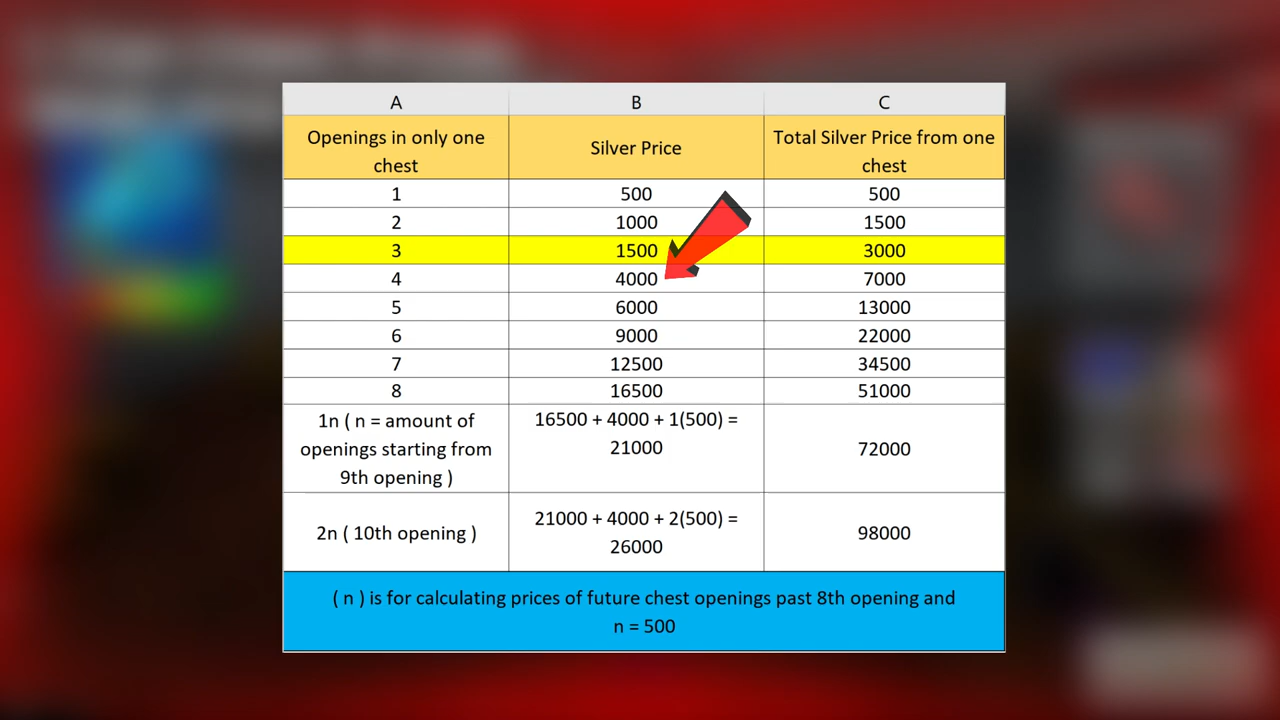 A B C
Openings in only one
chest
Silver Price
Total Silver Price from one
chest
1 500 500
2 1000 1500
3 1500 3000
4 4000 7000
5 6000 13000
6 9000 22000
7 12500 34500
8 16500 51000
1n ( n = amount of
openings starting from
9th opening )
16500 + 4000 + 1(500) =
21000
72000
2n ( 10th opening )
21000 + 4000 + 2(500) =
26000
98000
( n ) is for calculating prices of future chest openings past 8th opening and
n = 500